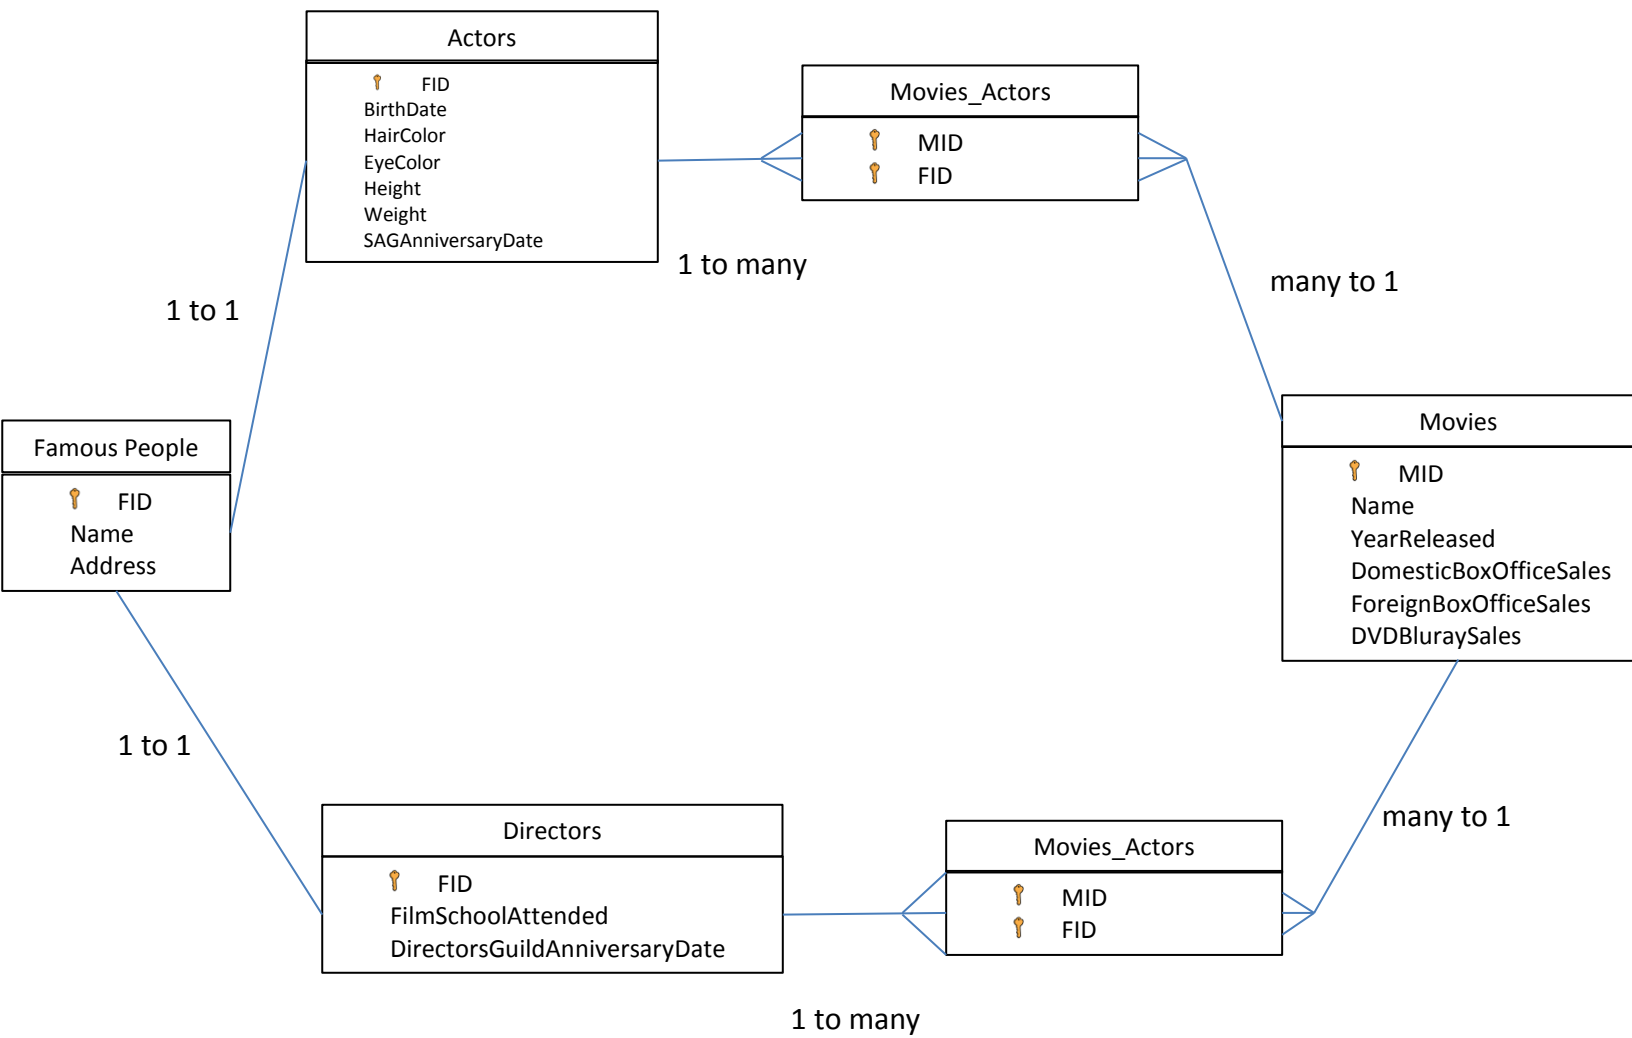 Actors
FID
BirthDate
HairColor
EyeColor
Height
Weight
SAGAnniversaryDate
Movies_Actors
MID
FID
1 to many
many to 1
1 to 1
Famous People
FID
Name
Address
Movies
MID
Name
YearReleased
DomesticBoxOfficeSales
ForeignBoxOfficeSales
DVDBluraySales
1 to 1
Directors
FID
FilmSchoolAttended
DirectorsGuildAnniversaryDate
Movies_Actors
MID
FID
many to 1
1 to many